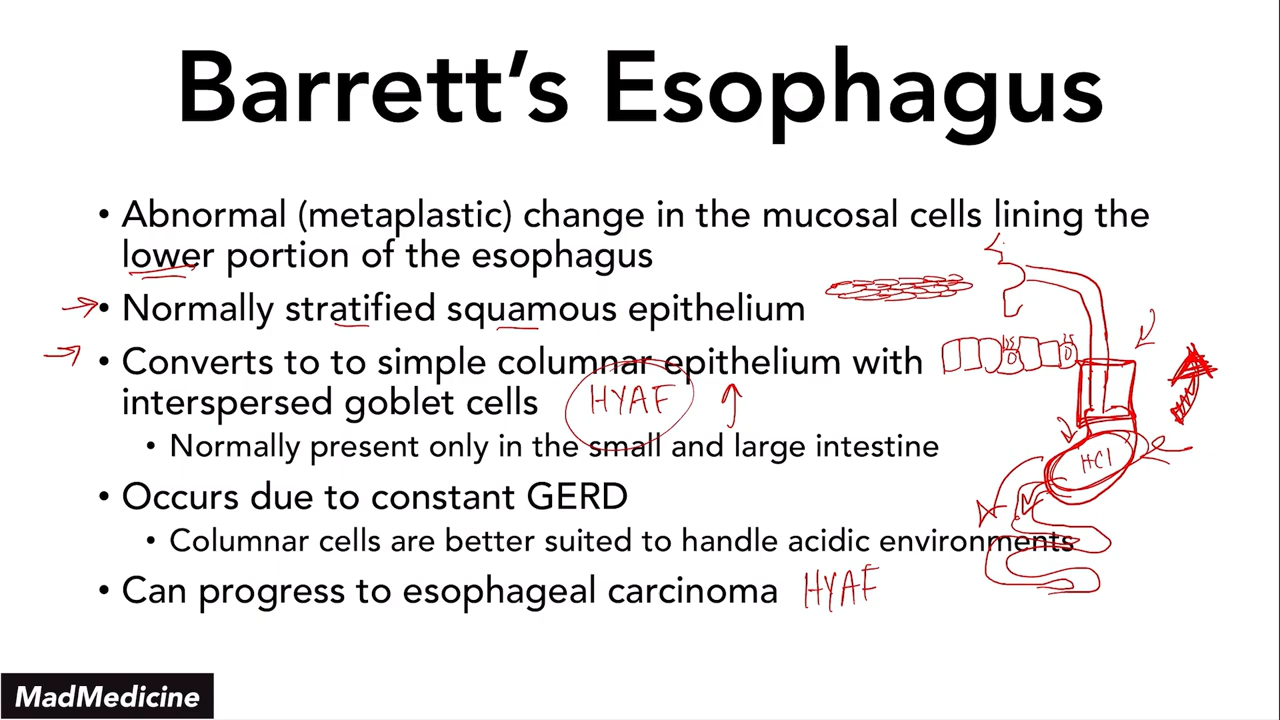 Barrett's Esophagus
• Abnormal (metaplastic) change in the mucosal cells lining the
lower portion of the esophagus
• Normally stratified squamous epithelium
• Converts to to simple columnar epithelium with
interspersed goblet cells
HYAF
• Normally present only in the small and large intestine
HCl
• Occurs due to constant GERD
• Columnar cells are better suited to handle acidic environments
• Can progress to esophageal carcinoma HYAF
MadMedicine